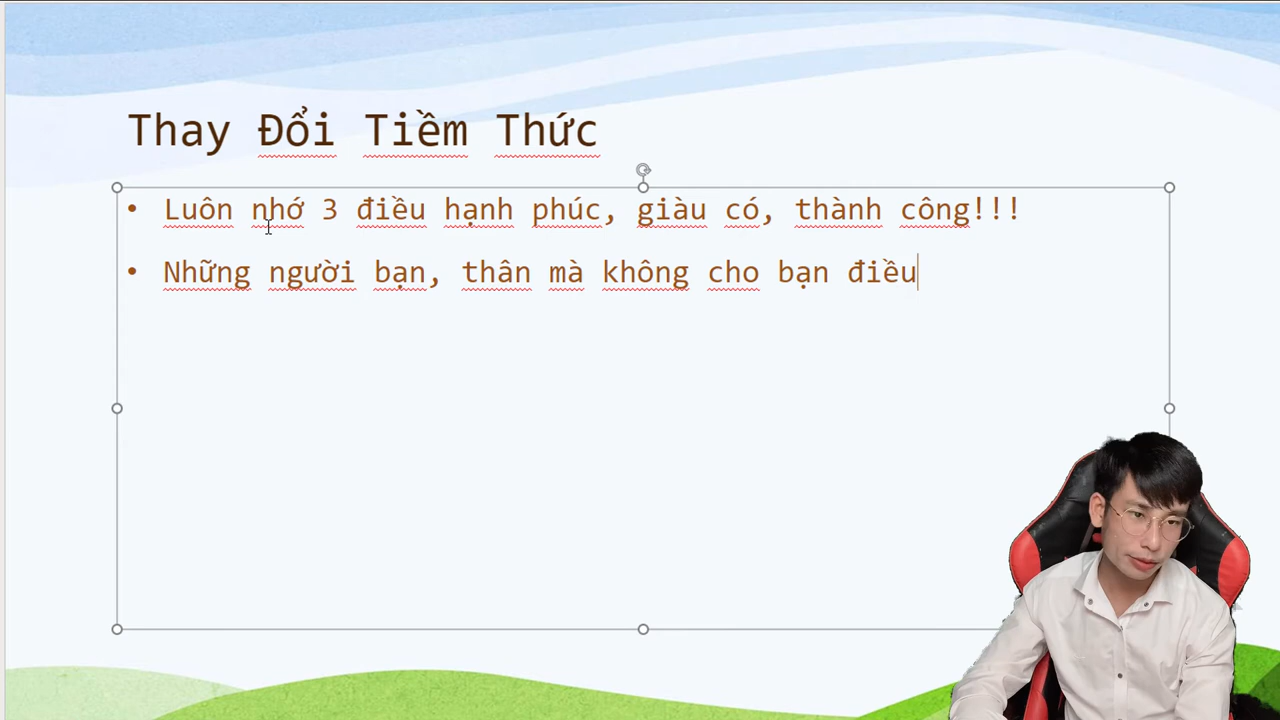 Thay Đổi Tiềm Thức
• Luôn nhớ 3 điều hạnh phúc, giàu có, thành công!!!
• Những người bạn, thân mà không cho bạn điều